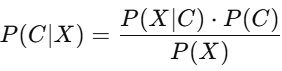 P(C|X) = \frac{P(X|C) \cdot P(C)}{P(X)}